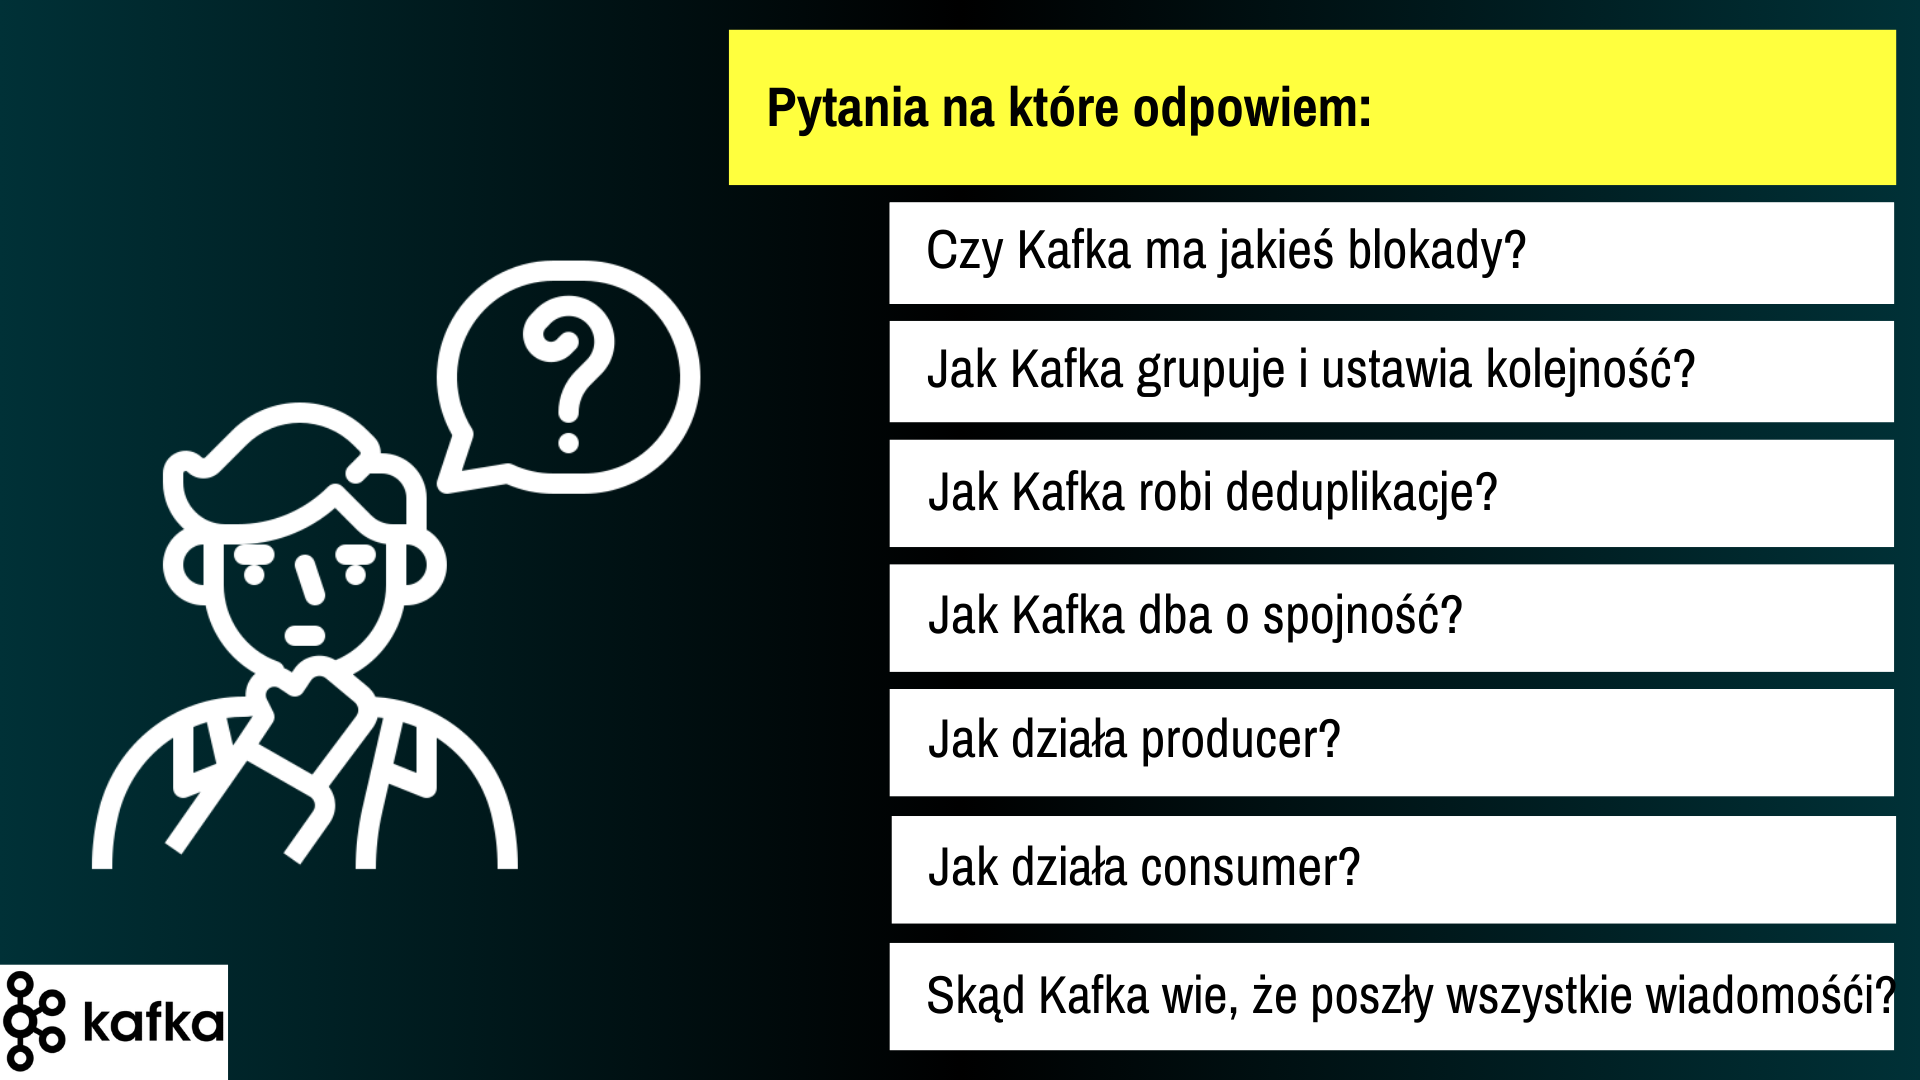 Pytania na które odpowiem:
Czy Kafka ma jakieś blokady?
Jak Kafka grupuje i ustawia kolejność?
Jak Kafka robi deduplikacje?
Jak Kafka dba o spojność?
Jak działa producer?
Jak działa consumer?
Skąd Kafka wie, że poszły wszystkie wiadomośći?
kafka